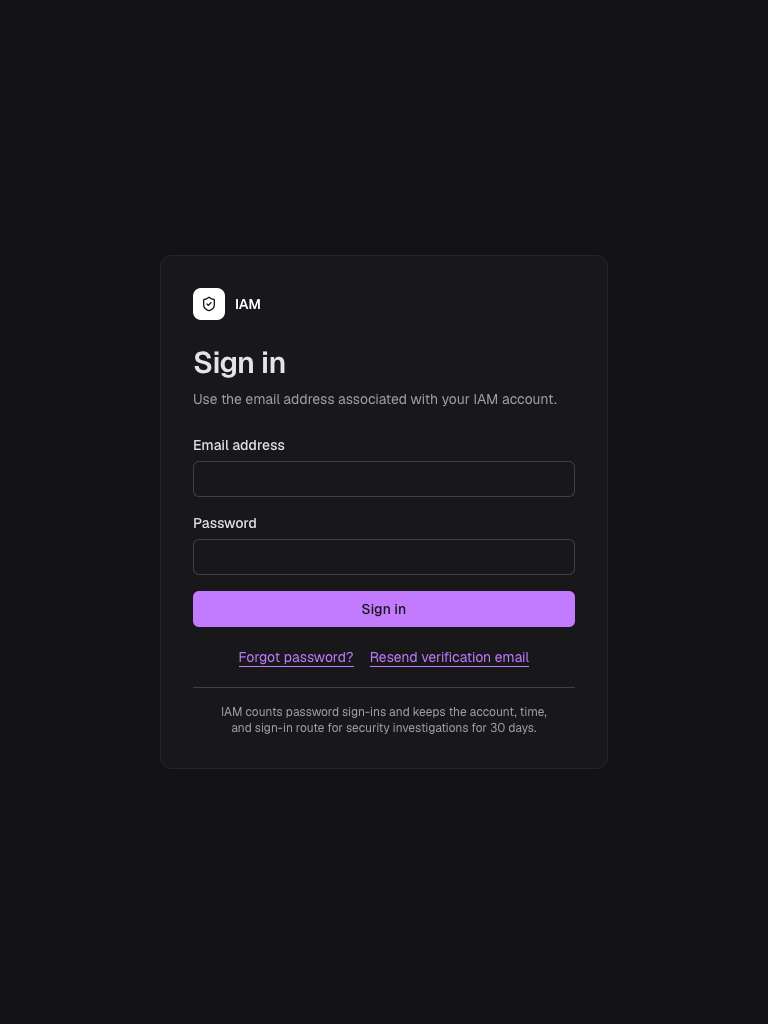 IAM
Sign in
Use the email address associated with your IAM account.
Email address
Password
Sign in
Forgot password? Resend verification email
IAM counts password sign-ins and keeps the account, time,
and sign-in route for security investigations for 30 days.